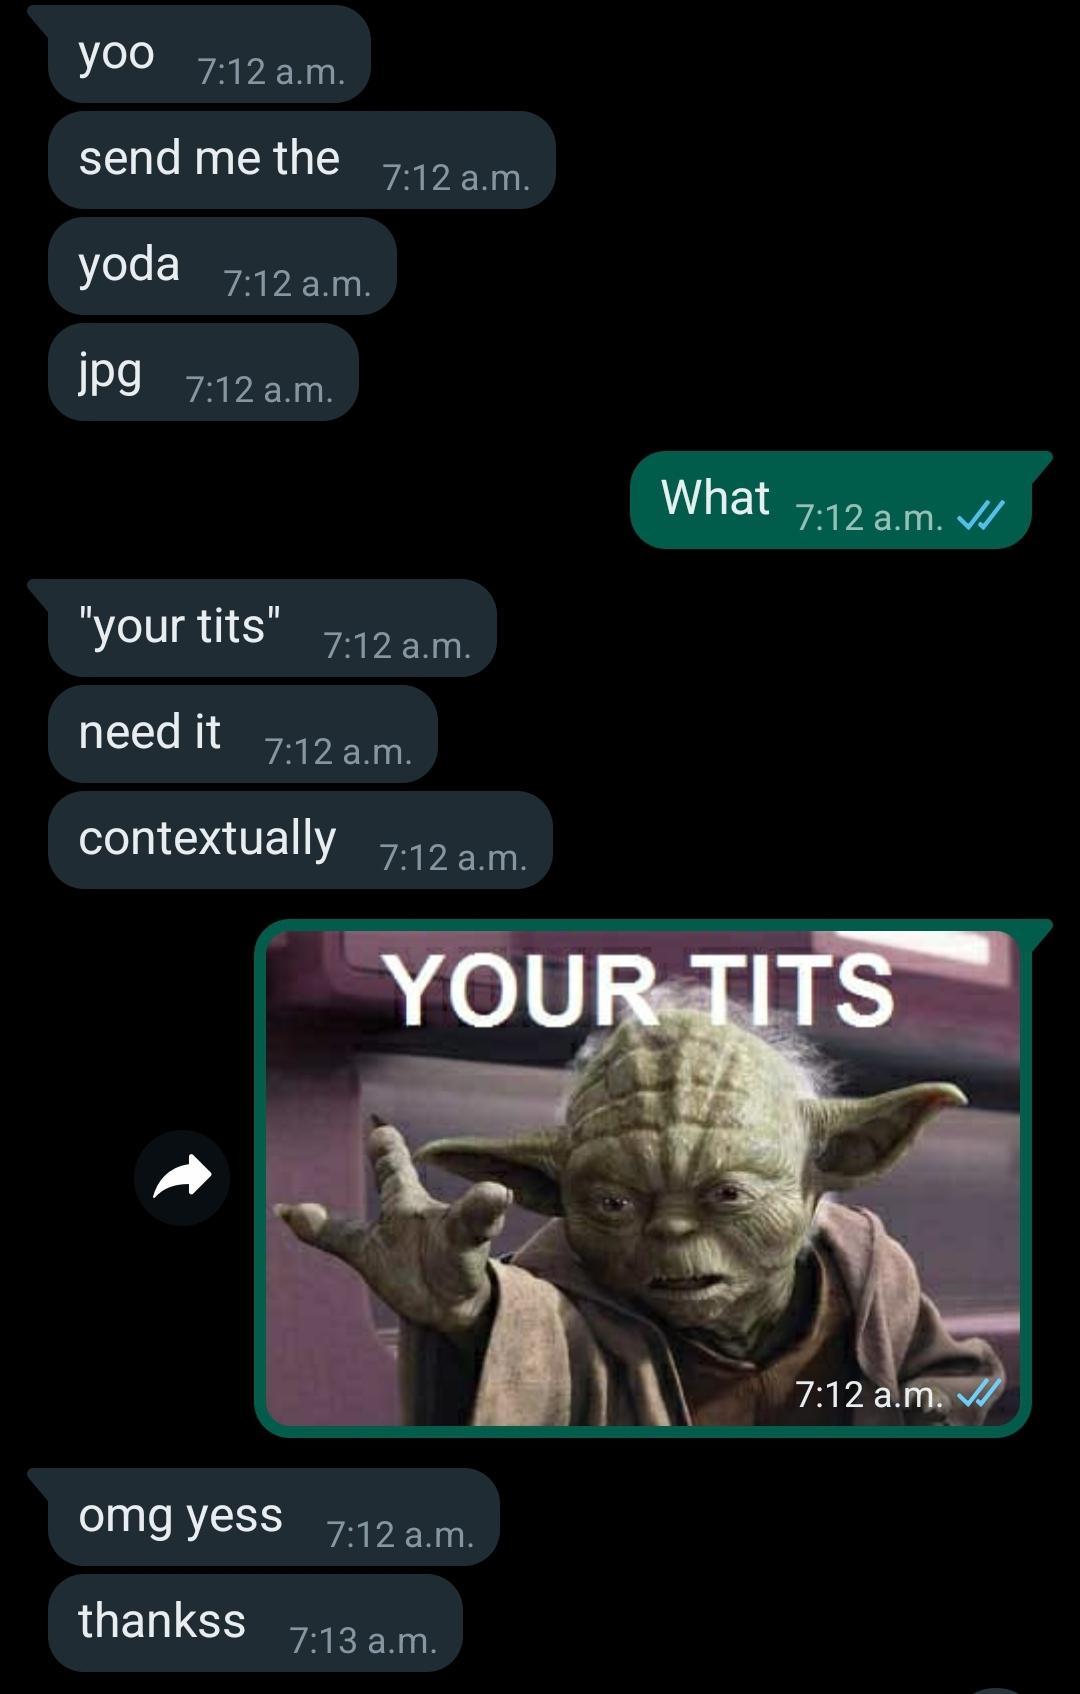 yoo 7:12 a.m.
send me the 7:12 a.m.
yoda 7:12 a.m.
jpg 7:12 a.m.
What 7:12 a.m.
"your tits" 7:12 a.m.
need it 7:12 a.m.
contextually 7:12 a.m.
YOUR TITS
7:12 a.m.
omg yess 7:12 a.m.
thankss 7:13 a.m.